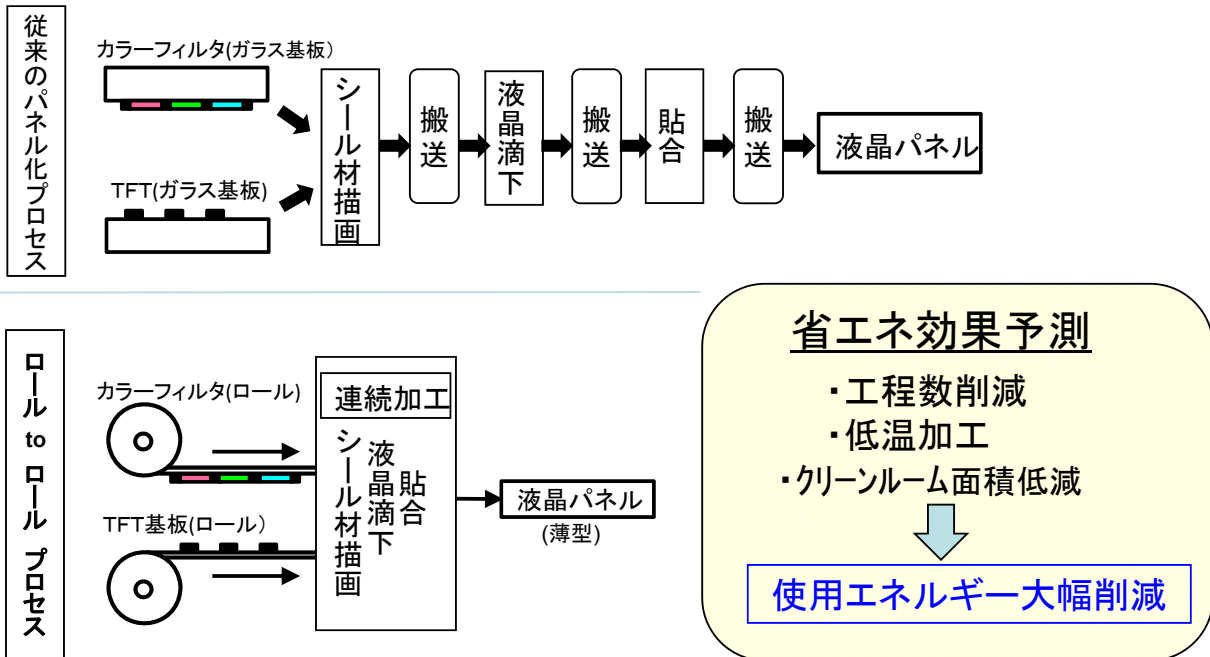 従来のパネル化プロセス
カラーフィルタ(ガラス基板)
TFT(ガラス基板)
シール材描画
搬送
液晶滴下
搬送
貼合
搬送
液晶パネル
ロール to ロール プロセス
カラーフィルタ(ロール)
TFT基板(ロール)
連続加工
シール材描画
液晶滴下
貼合
液晶パネル
(薄型)
省エネ効果予測
・工程数削減
・低温加工
・クリーンルーム面積低減
使用エネルギー大幅削減